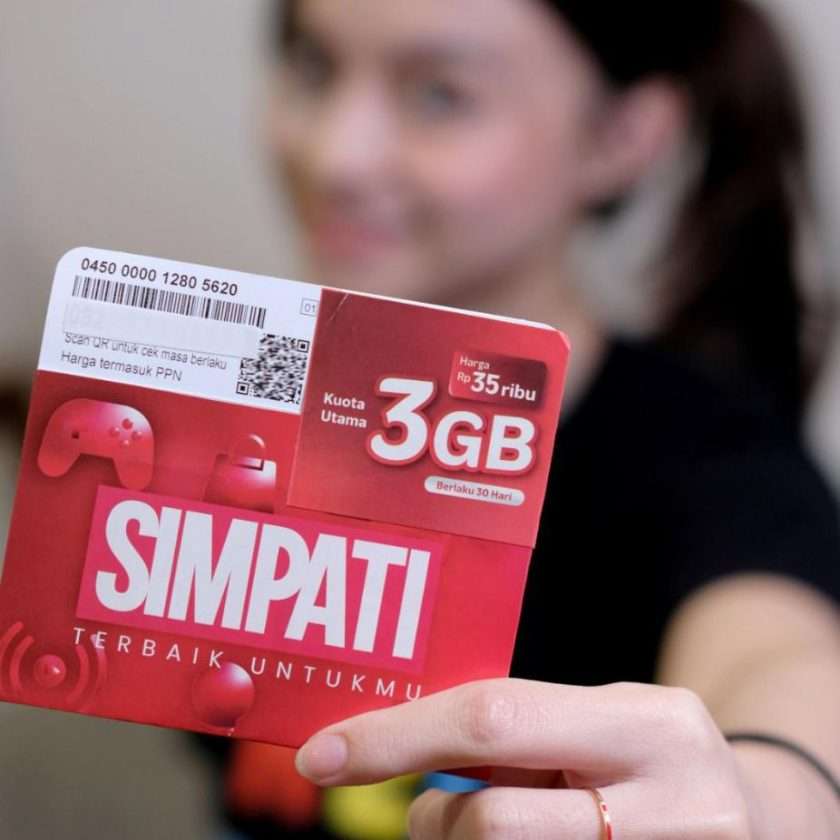 0450 0000 1280 5620
01
Scan QR untuk cek masa berlaku
Harga termasuk PPN
Harga
Rp 35 ribu
Kuota
Utama
3GB
Berlaku 30 Hari
SIMPATI
TERBAIK UNTUKMU